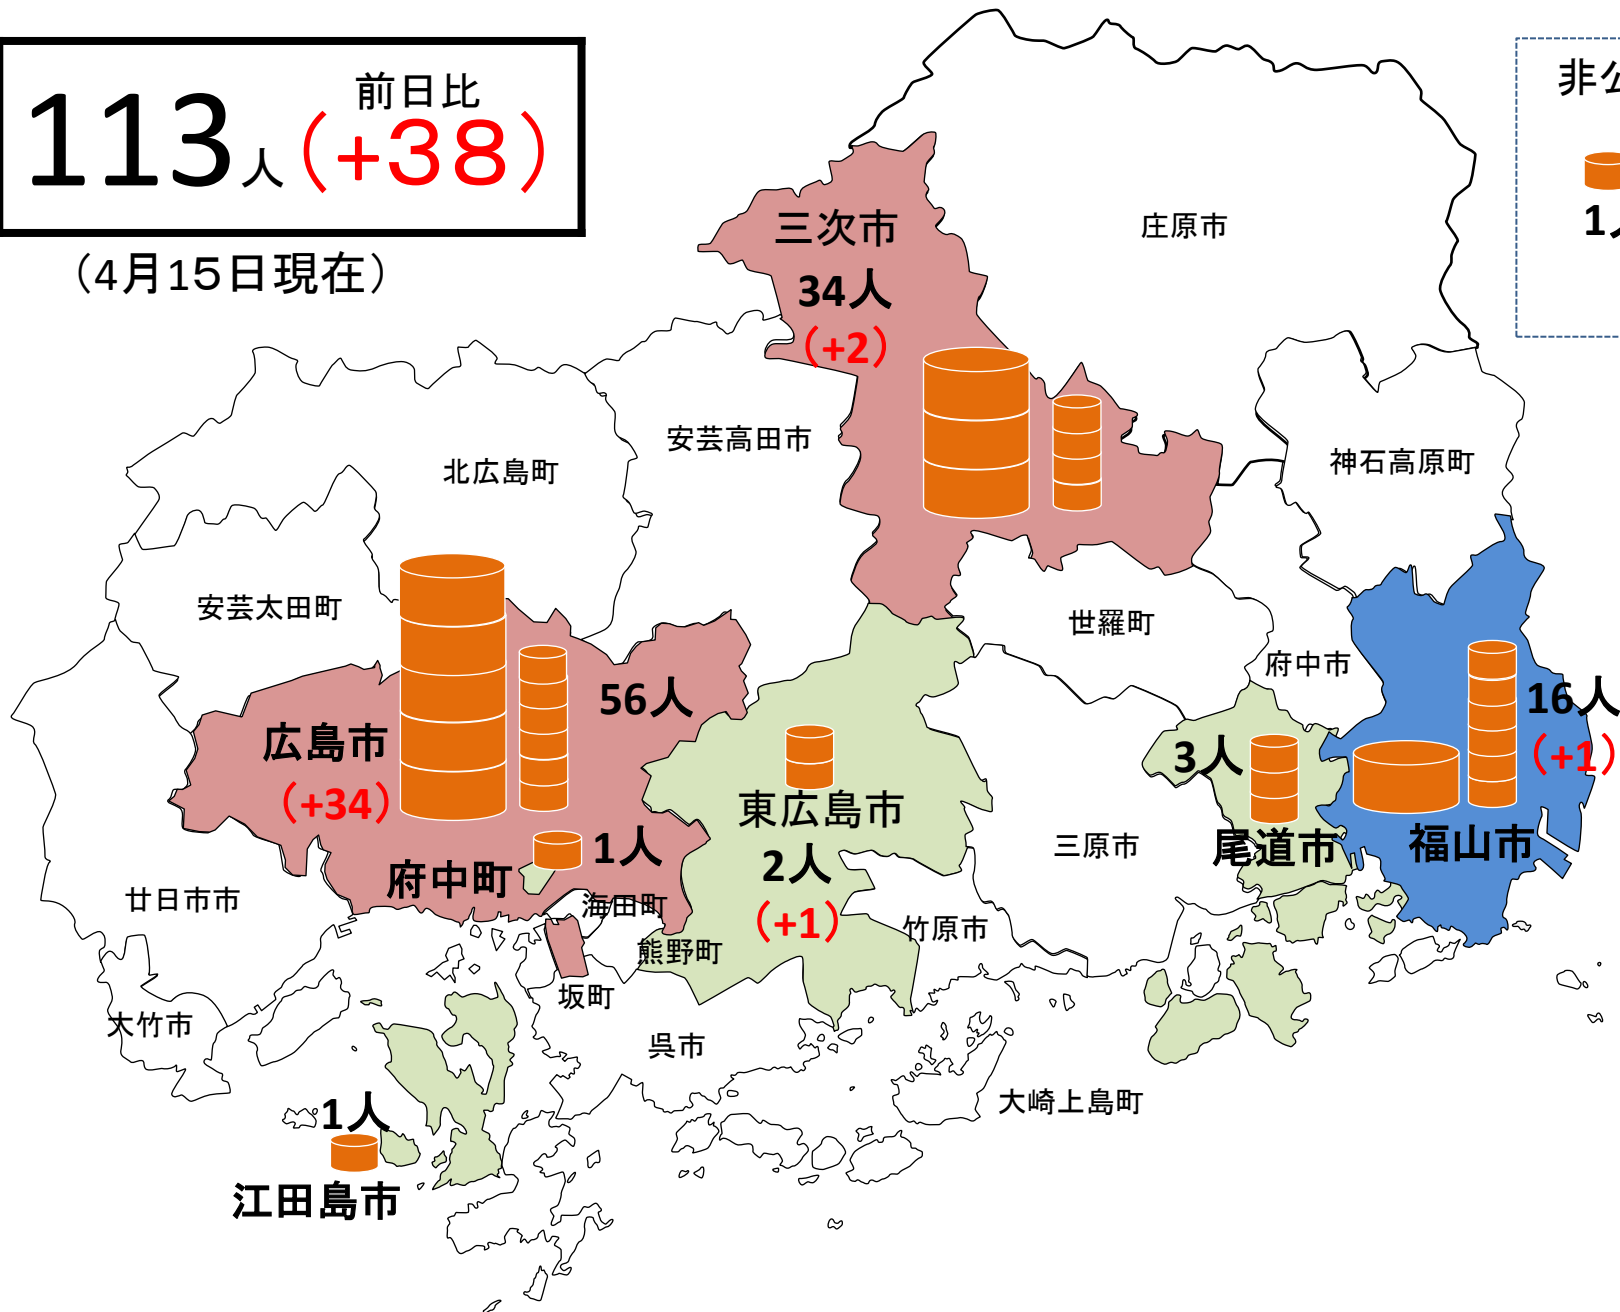 前日比
113人（+38）
（4月15日現在）
非公
1人
三次市
34人
（+2）
庄原市
安芸高田市
北広島町
神石高原町
安芸太田町
世羅町
府中市
56人
広島市
（+34）
16人
（+1）
3人
東広島市
2人
（+1）
三原市
尾道市
福山市
1人
府中町
海田町
廿日市市
熊野町
竹原市
坂町
大竹市
呉市
大崎上島町
1人
江田島市